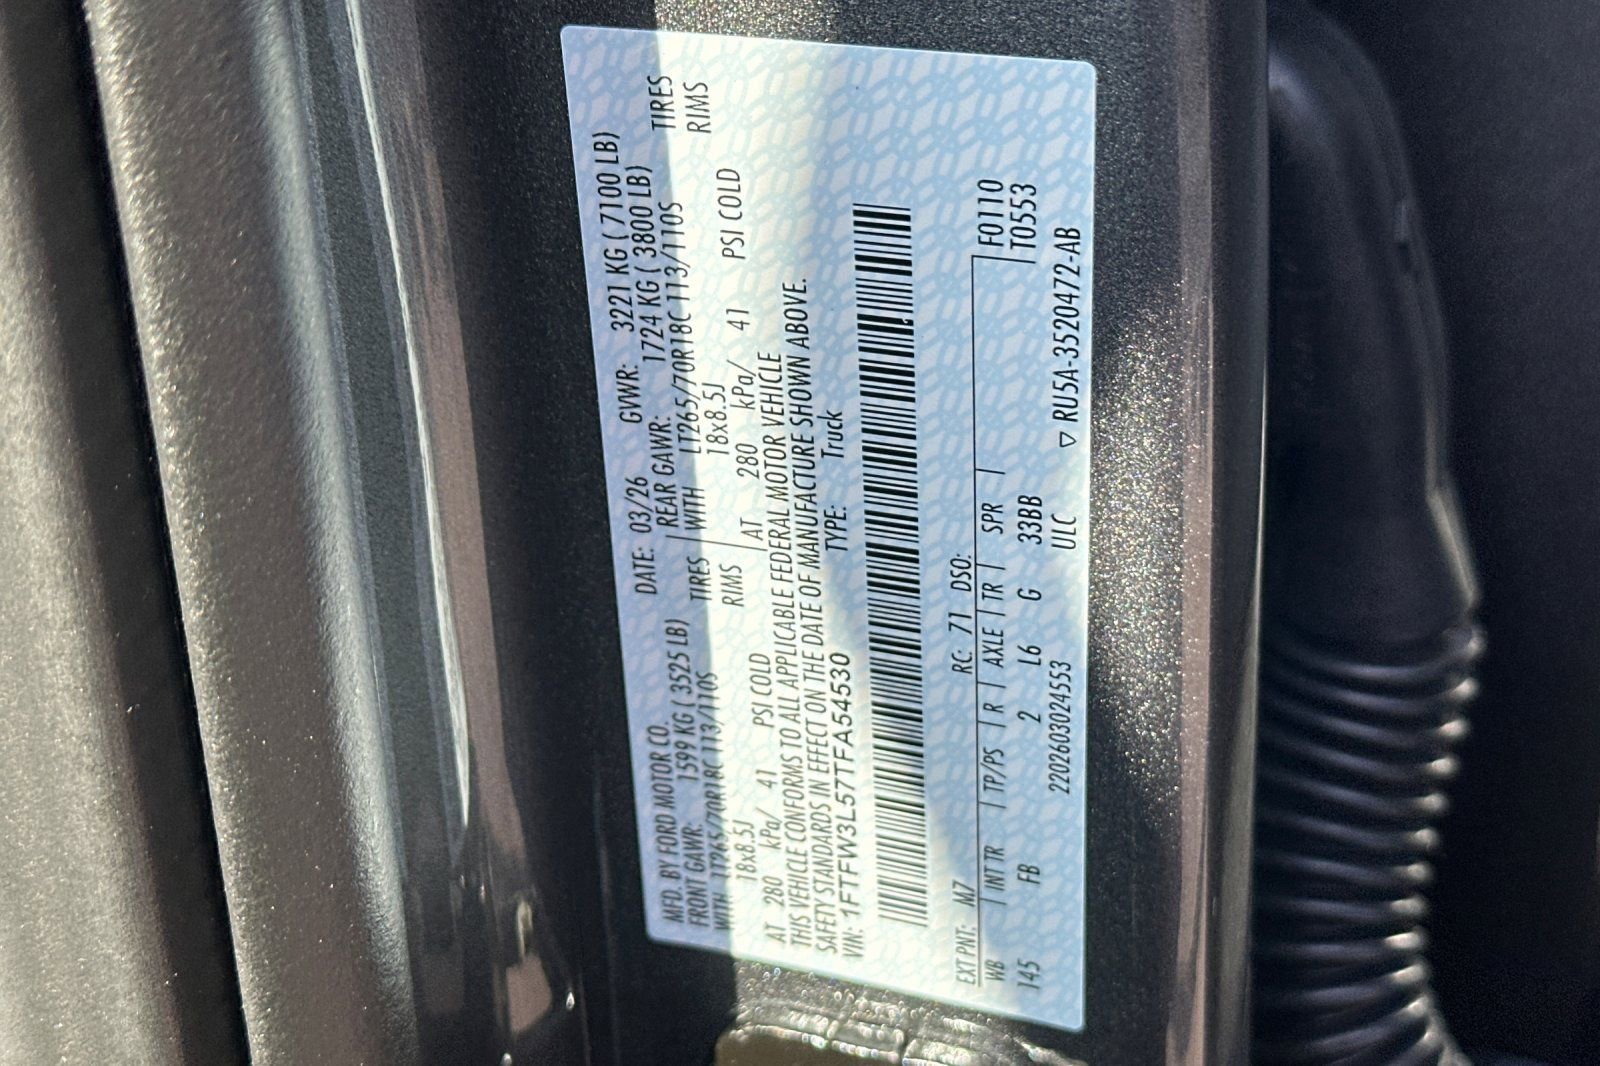 MFD. BY FORD MOTOR CO.
DATE: 03/26 GVWR: 3221 KG ( 7100 LB)
FRONT GAWR: 1599 KG ( 3525 LB) REAR GAWR: 1724 KG ( 3800 LB)
WITH LT265/70R18C 113/110S TIRES WITH LT265/70R18C 113/110S TIRES
18x8.5J RIMS 18x8.5J RIMS
AT 280 kPa/ 41 PSI COLD AT 280 kPa/ 41 PSI COLD
THIS VEHICLE CONFORMS TO ALL APPLICABLE FEDERAL MOTOR VEHICLE
SAFETY STANDARDS IN EFFECT ON THE DATE OF MANUFACTURE SHOWN ABOVE.
VIN: 1FTFW3L57TFA54530 TYPE: Truck
EXT PNT: M7 RC: 71 DSO: F0110
WB INT TR TP/PS R AXLE TR SPR T0553
145 FB 2 L6 G 33BB
2202603024553 ULC ▽ RU5A-3520472-AB